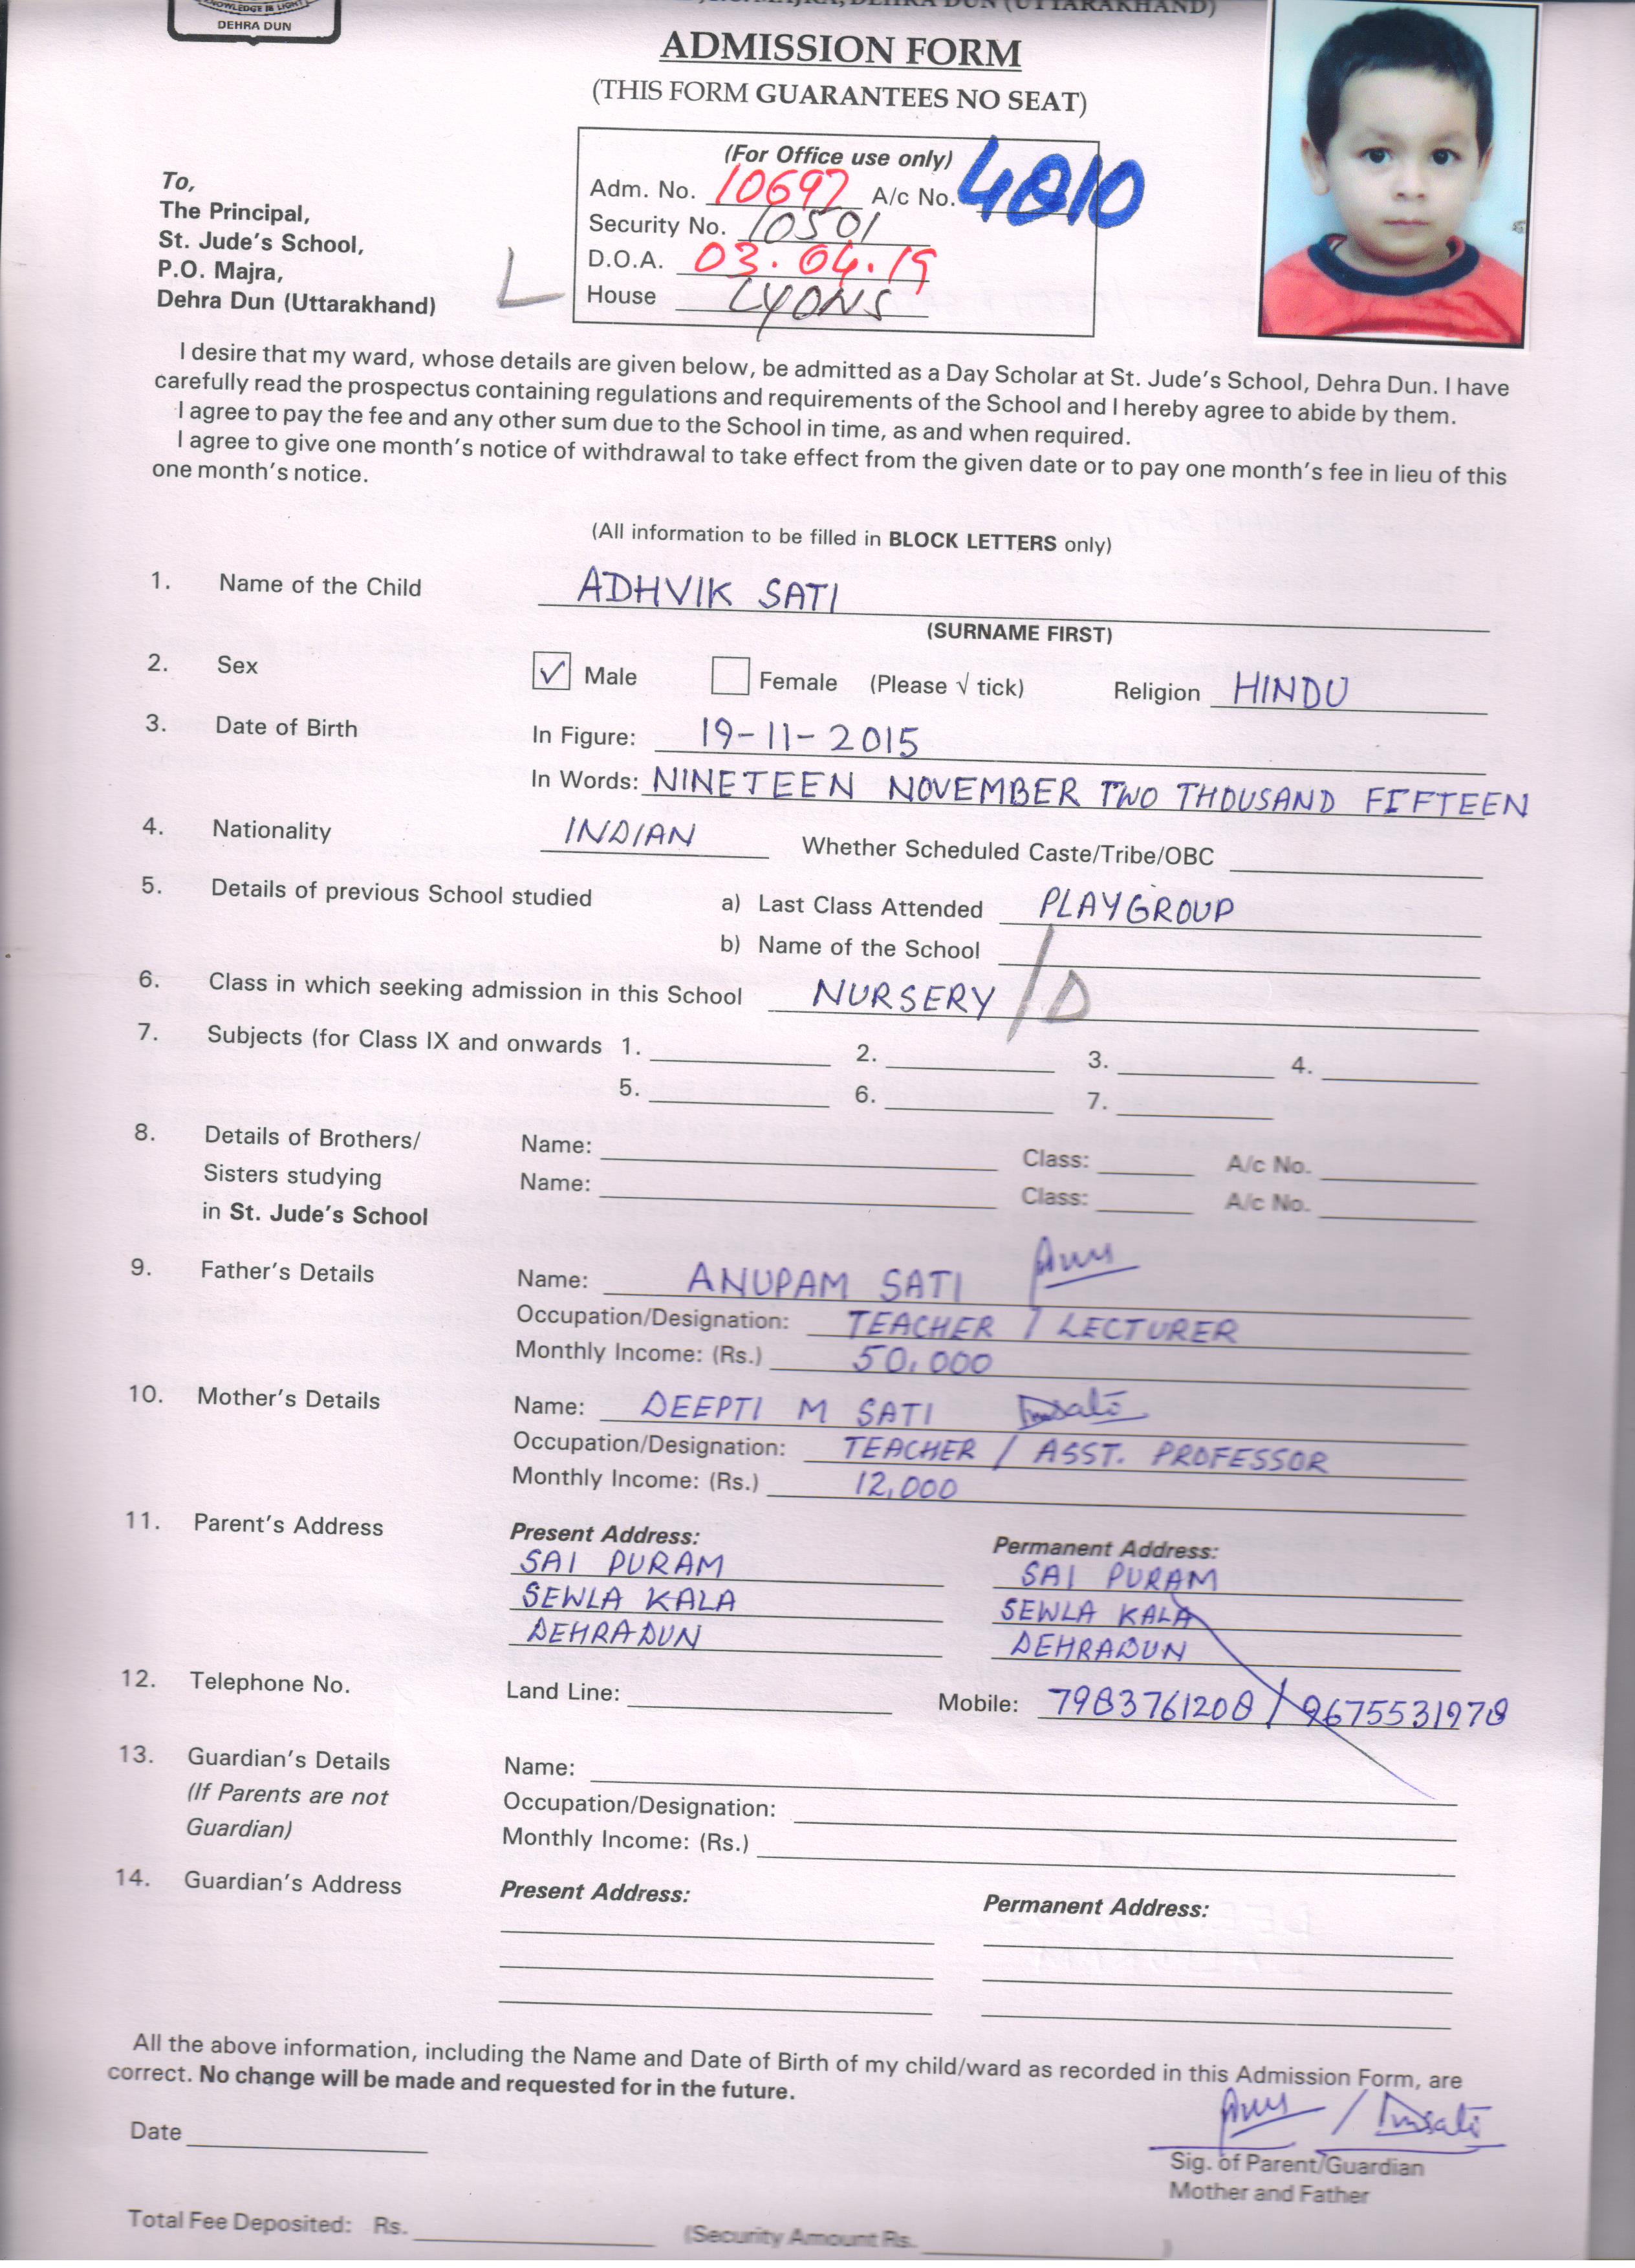 KNOWLEDGE IS LIGHT
DEHRA DUN
MAJRA, DEHRA DUN (UTTARAKHAND)
ADMISSION FORM
(THIS FORM GUARANTEES NO SEAT)
(For Office use only)
Adm. No. 10697 A/c No. 4810
Security No. 10501
D.O.A. 03.04.19
House LYONS
L
To,
The Principal,
St. Jude's School,
P.O. Majra,
Dehra Dun (Uttarakhand)
I desire that my ward, whose details are given below, be admitted as a Day Scholar at St. Jude's School, Dehra Dun. I have
carefully read the prospectus containing regulations and requirements of the School and I hereby agree to abide by them.
I agree to pay the fee and any other sum due to the School in time, as and when required.
I agree to give one month's notice of withdrawal to take effect from the given date or to pay one month's fee in lieu of this
one month's notice.
(All information to be filled in BLOCK LETTERS only)
1. Name of the Child ADHVIK SATI
(SURNAME FIRST)
2. Sex ✓ Male Female (Please √ tick) Religion HINDU
3. Date of Birth In Figure: 19-11-2015
In Words: NINETEEN NOVEMBER TWO THOUSAND FIFTEEN
4. Nationality INDIAN Whether Scheduled Caste/Tribe/OBC
5. Details of previous School studied a) Last Class Attended PLAYGROUP
b) Name of the School
6. Class in which seeking admission in this School NURSERY / D
7. Subjects (for Class IX and onwards 1. 2. 3. 4.
5. 6. 7.
8. Details of Brothers/ Name: Class: A/c No.
Sisters studying Name: Class: A/c No.
in St. Jude's School
9. Father's Details Name: ANUPAM SATI
Occupation/Designation: TEACHER / LECTURER
Monthly Income: (Rs.) 50,000
10. Mother's Details Name: DEEPTI M SATI
Occupation/Designation: TEACHER / ASST. PROFESSOR
Monthly Income: (Rs.) 12,000
11. Parent's Address Present Address: Permanent Address:
SAI PURAM SAI PURAM
SEWLA KALA SEWLA KALA
DEHRADUN DEHRADUN
12. Telephone No. Land Line: Mobile: 7983761208 / 9675531978
13. Guardian's Details Name:
(If Parents are not Occupation/Designation:
Guardian) Monthly Income: (Rs.)
14. Guardian's Address Present Address: Permanent Address:
All the above information, including the Name and Date of Birth of my child/ward as recorded in this Admission Form, are
correct. No change will be made and requested for in the future.
Date
Sig. of Parent/Guardian
Mother and Father
Total Fee Deposited: Rs. (Security Amount Rs. )